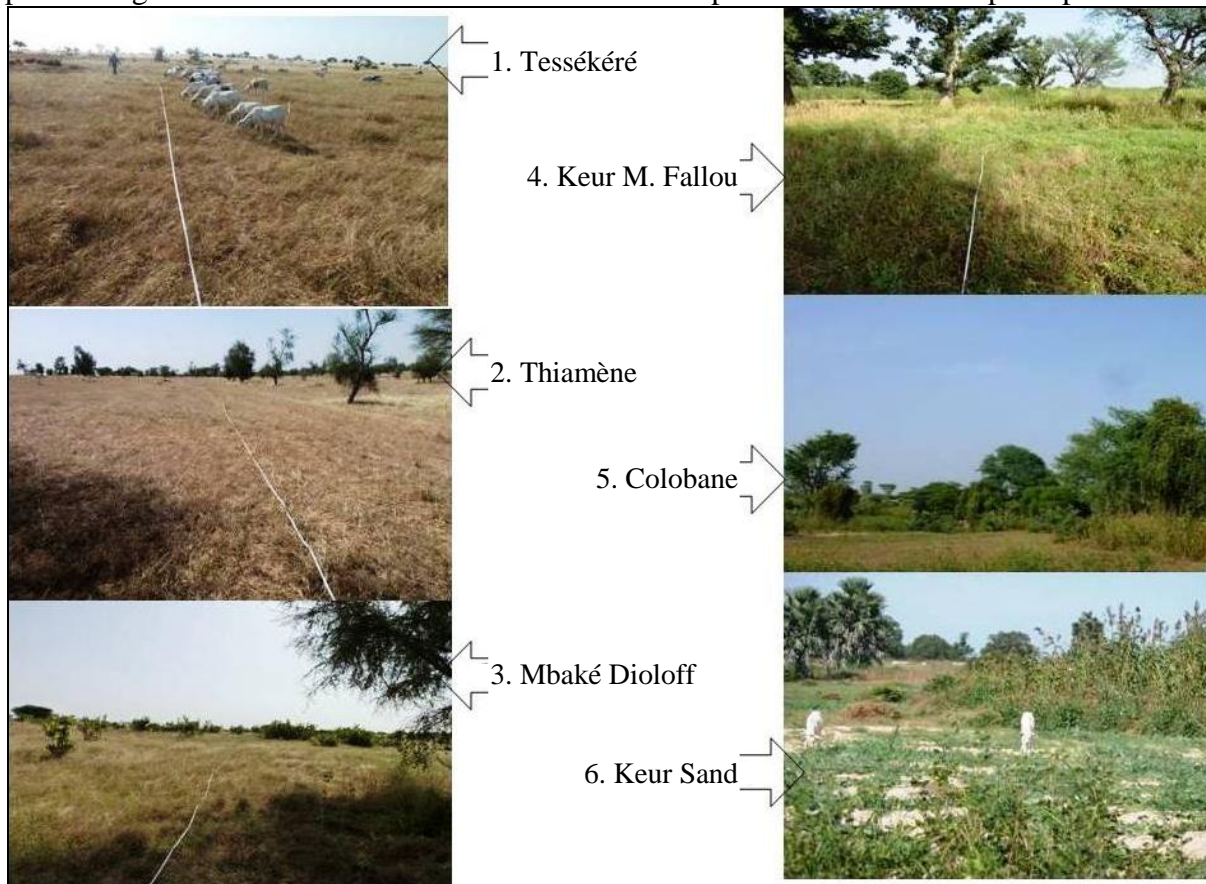 1. Tessékéré
4. Keur M. Fallou
2. Thiamène
5. Colobane
3. Mbaké Dioloff
6. Keur Sand